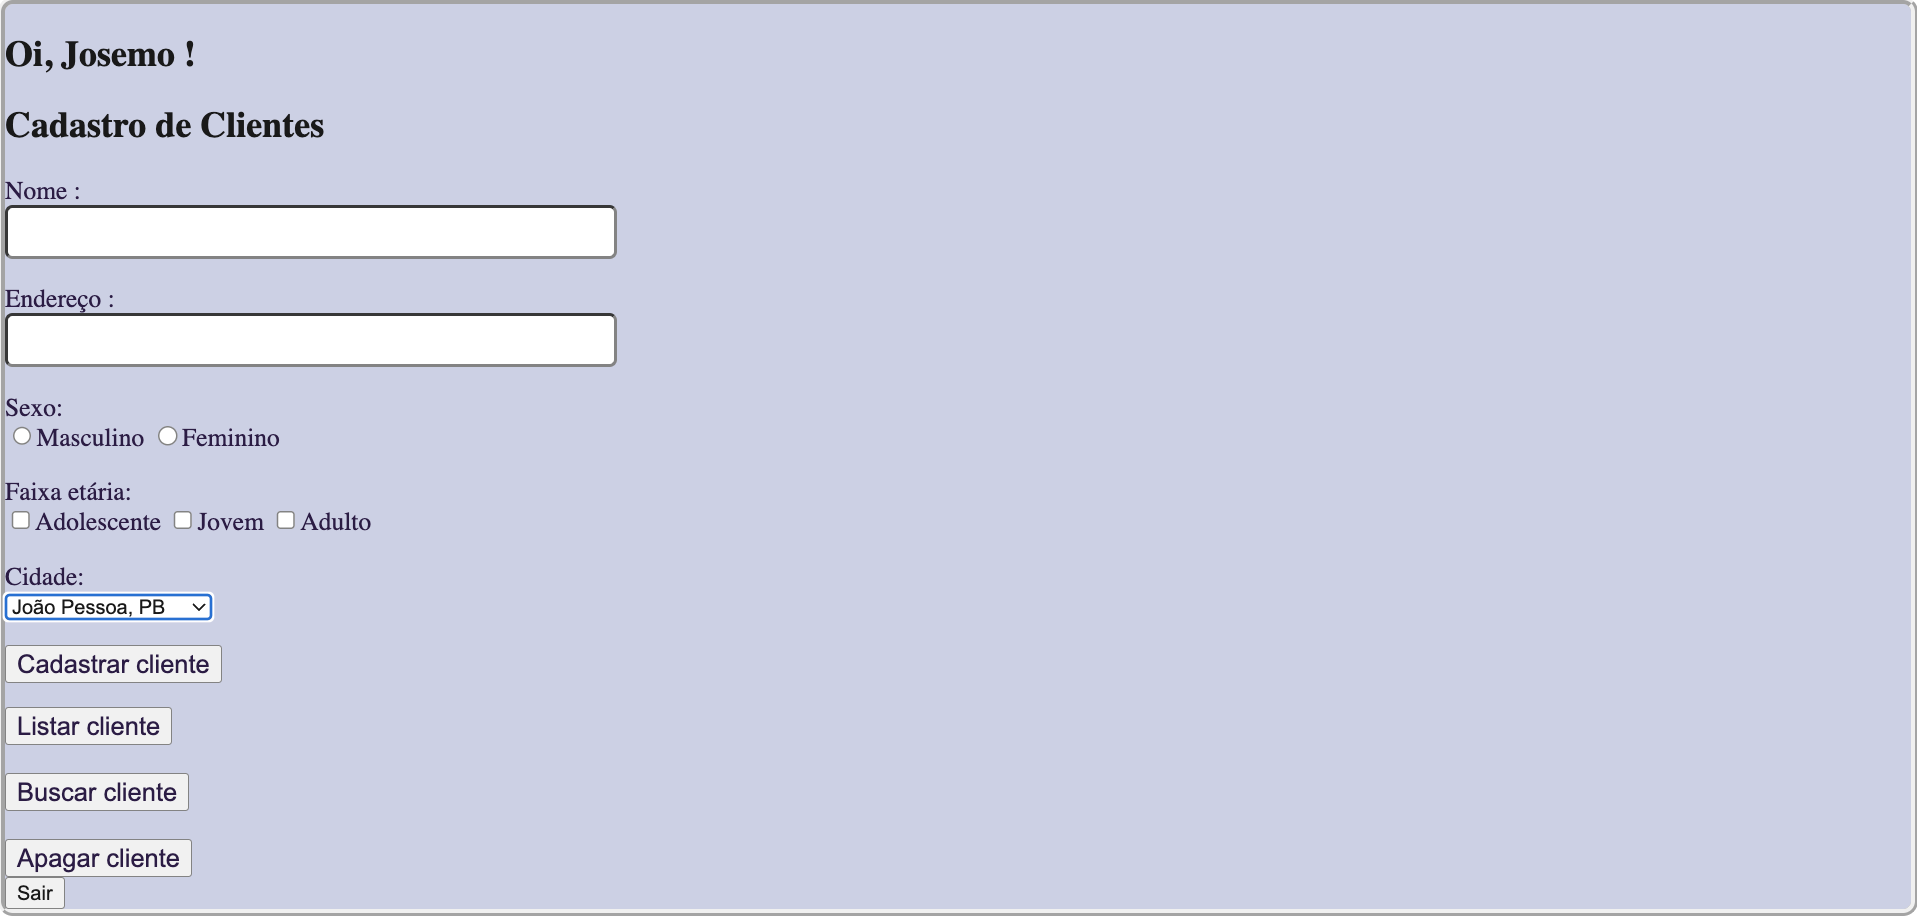 Oi, Josemo !
Cadastro de Clientes
Nome :
Endereço :
Sexo:
Masculino Feminino
Faixa etária:
Adolescente Jovem Adulto
Cidade:
João Pessoa, PB
Cadastrar cliente
Listar cliente
Buscar cliente
Apagar cliente
Sair